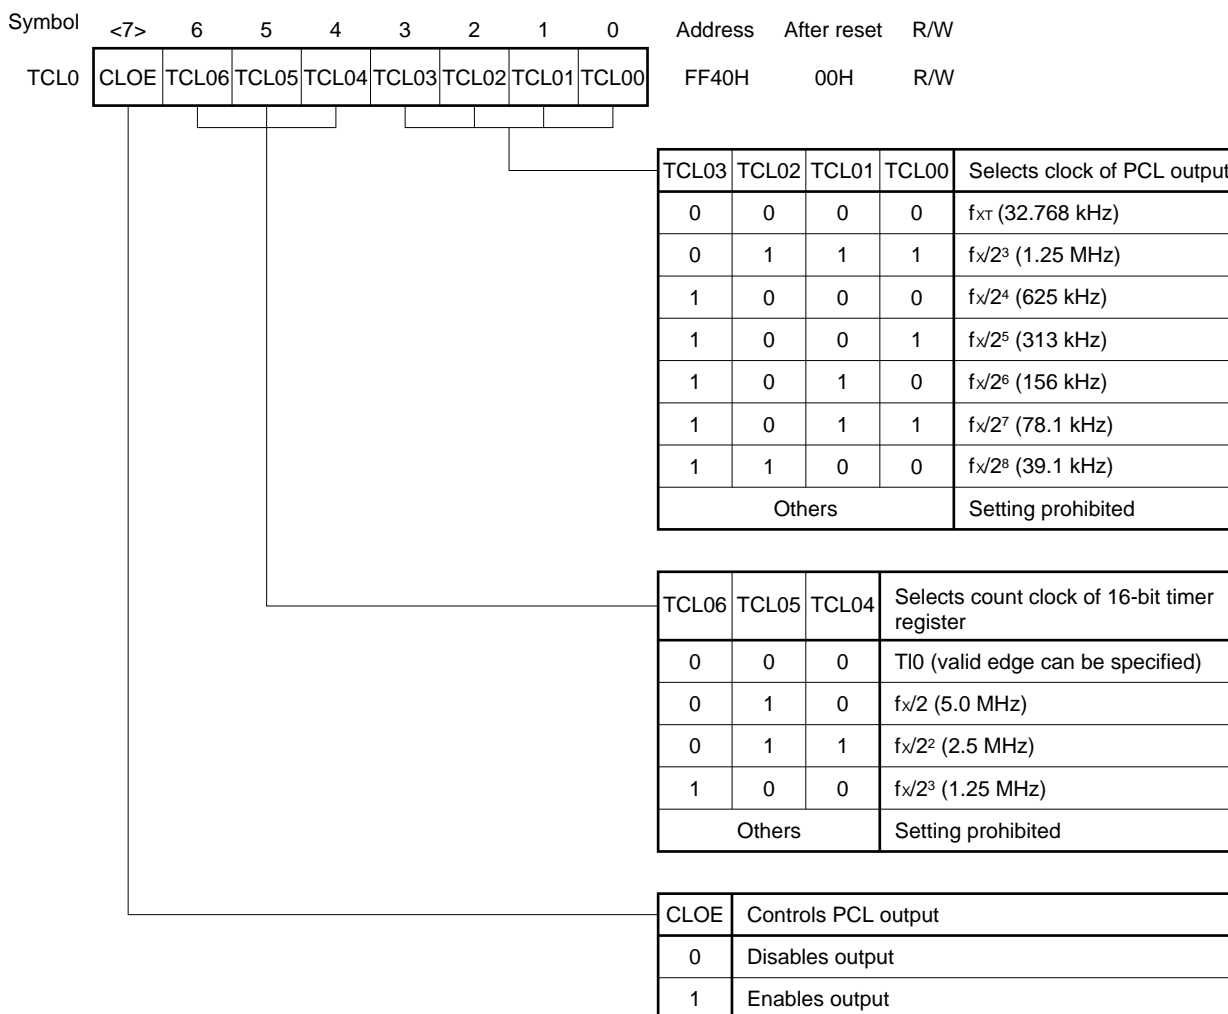 Symbol <7> 6 5 4 3 2 1 0 Address After reset R/W
TCL0 CLOE TCL06 TCL05 TCL04 TCL03 TCL02 TCL01 TCL00 FF40H 00H R/W
TCL03 TCL02 TCL01 TCL00 Selects clock of PCL output
0 0 0 0 fXT (32.768 kHz)
0 1 1 1 fX/2³ (1.25 MHz)
1 0 0 0 fX/2⁴ (625 kHz)
1 0 0 1 fX/2⁵ (313 kHz)
1 0 1 0 fX/2⁶ (156 kHz)
1 0 1 1 fX/2⁷ (78.1 kHz)
1 1 0 0 fX/2⁸ (39.1 kHz)
Others Setting prohibited
TCL06 TCL05 TCL04 Selects count clock of 16-bit timer
register
0 0 0 TI0 (valid edge can be specified)
0 1 0 fX/2 (5.0 MHz)
0 1 1 fX/2² (2.5 MHz)
1 0 0 fX/2³ (1.25 MHz)
Others Setting prohibited
CLOE Controls PCL output
0 Disables output
1 Enables output